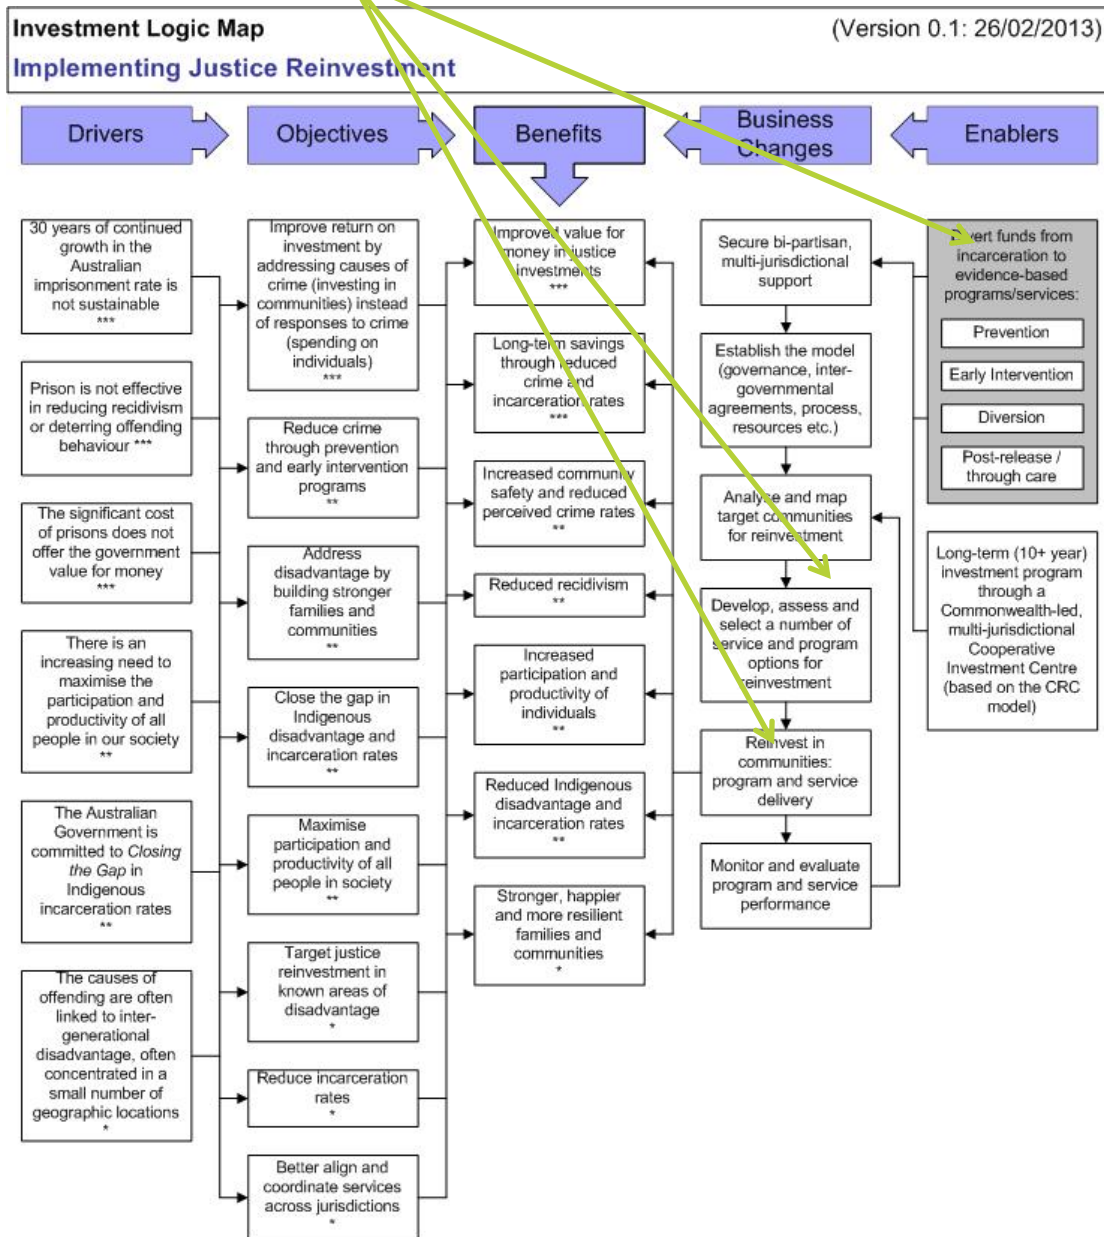 Investment Logic Map
(Version 0.1: 26/02/2013)
Implementing Justice Reinvestment
Drivers
Objectives
Benefits
Business
Changes
Enablers
30 years of continued
growth in the
Australian
imprisonment rate is
not sustainable
***
Prison is not effective
in reducing recidivism
or deterring offending
behaviour ***
The significant cost
of prisons does not
offer the government
value for money
***
There is an
increasing need to
maximise the
participation and
productivity of all
people in our society
**
The Australian
Government is
committed to Closing
the Gap in
Indigenous
incarceration rates
**
The causes of
offending are often
linked to inter-
generational
disadvantage, often
concentrated in a
small number of
geographic locations
*
Improve return on
investment by
addressing causes of
crime (investing in
communities) instead
of responses to crime
(spending on
individuals)
***
Reduce crime
through prevention
and early intervention
programs
**
Address
disadvantage by
building stronger
families and
communities
**
Close the gap in
Indigenous
disadvantage and
incarceration rates
**
Maximise
participation and
productivity of all
people in society
**
Target justice
reinvestment in
known areas of
disadvantage
*
Reduce incarceration
rates
*
Better align and
coordinate services
across jurisdictions
*
Improved value for
money in justice
investments
***
Long-term savings
through reduced
crime and
incarceration rates
***
Increased community
safety and reduced
perceived crime rates
**
Reduced recidivism
**
Increased
participation and
productivity of
individuals
**
Reduced Indigenous
disadvantage and
incarceration rates
**
Stronger, happier
and more resilient
families and
communities
*
Secure bi-partisan,
multi-jurisdictional
support
Establish the model
(governance, inter-
governmental
agreements, process,
resources etc.)
Analyse and map
target communities
for reinvestment
Develop, assess and
select a number of
service and program
options for
reinvestment
Reinvest in
communities:
program and service
delivery
Monitor and evaluate
program and service
performance
funds from
incarceration to
evidence-based
programs/services:
Prevention
Early Intervention
Diversion
Post-release /
through care
Long-term (10+ year)
investment program
through a
Commonwealth-led,
multi-jurisdictional
Cooperative
Investment Centre
(based on the CRC
model)